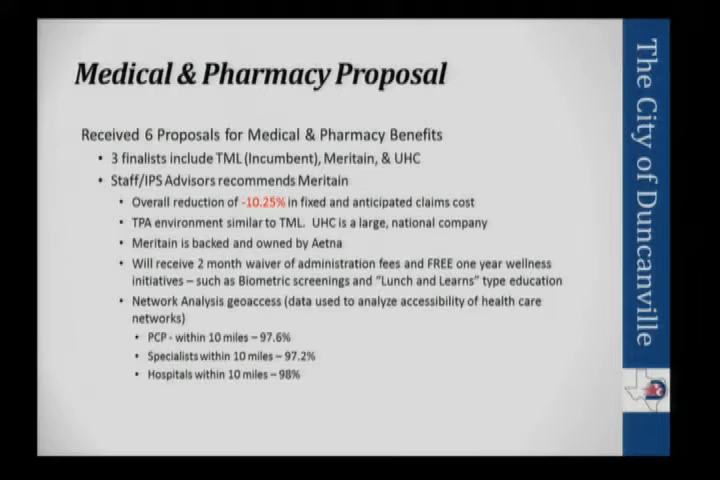 Medical & Pharmacy Proposal
Received 6 Proposals for Medical & Pharmacy Benefits
• 3 finalists include TML (Incumbent), Meritain, & UHC
• Staff/IPS Advisors recommends Meritain
• Overall reduction of -10.25% in fixed and anticipated claims cost
• TPA environment similar to TML.  UHC is a large, national company
• Meritain is backed and owned by Aetna
• Will receive 2 month waiver of administration fees and FREE one year wellness
initiatives – such as Biometric screenings and "Lunch and Learns" type education
• Network Analysis geoaccess (data used to analyze accessibility of health care
networks)
• PCP - within 10 miles – 97.6%
• Specialists within 10 miles – 97.2%
• Hospitals within 10 miles – 98%
The City of Duncanville